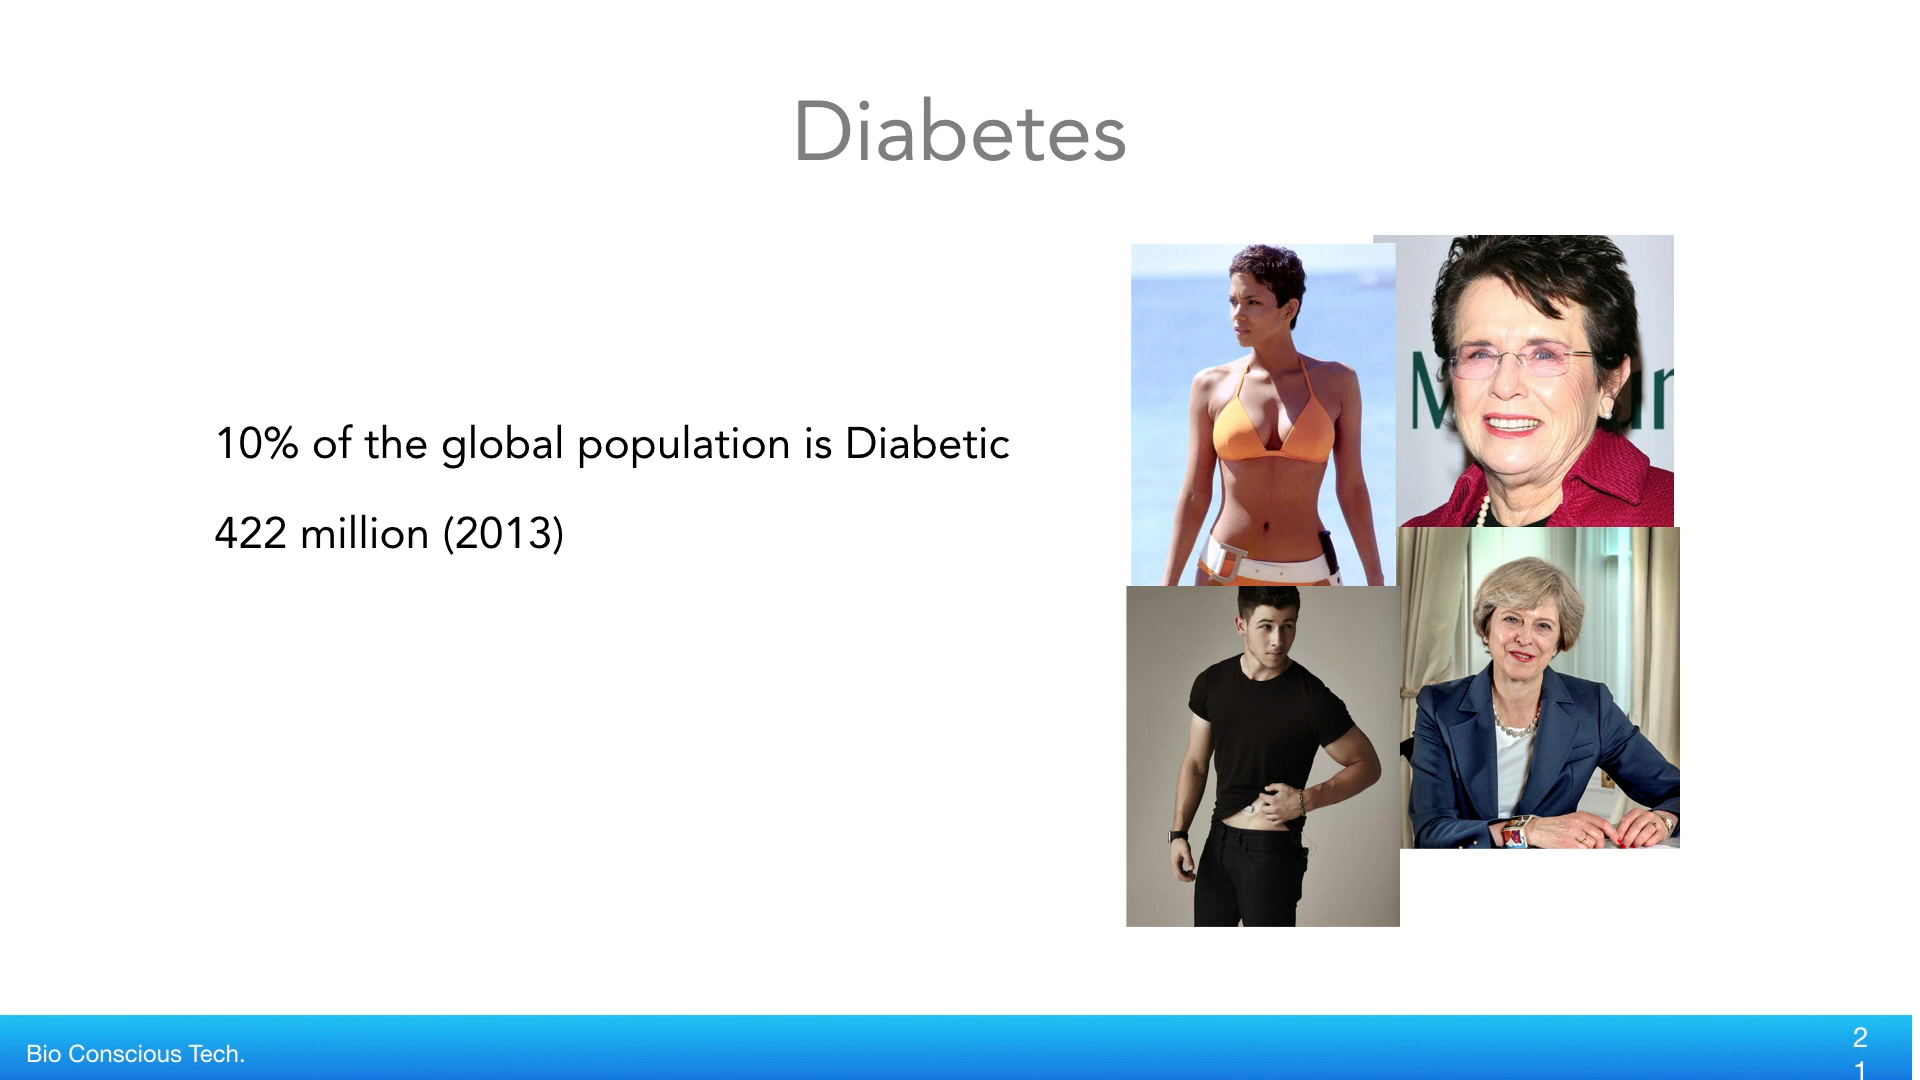 Diabetes
10% of the global population is Diabetic
422 million (2013)
Bio Conscious Tech.
2
1